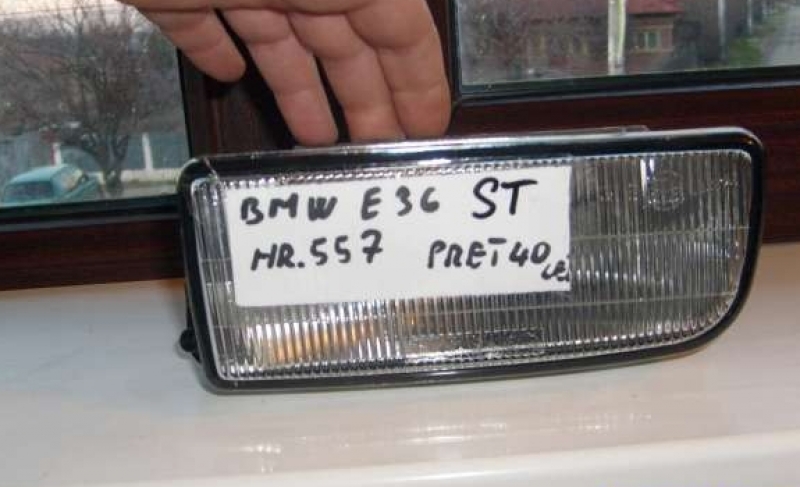 BMW E36 ST
NR.557 PRET 40 LEI